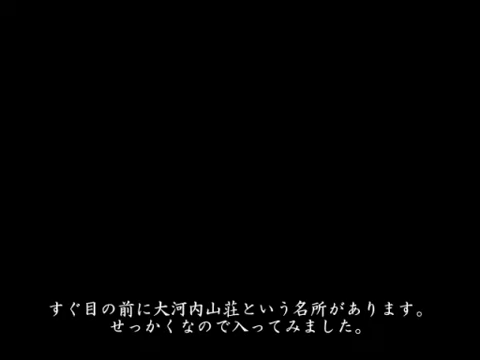 すぐ目の前に大河内山荘という名所があります。
せっかくなので入ってみました。